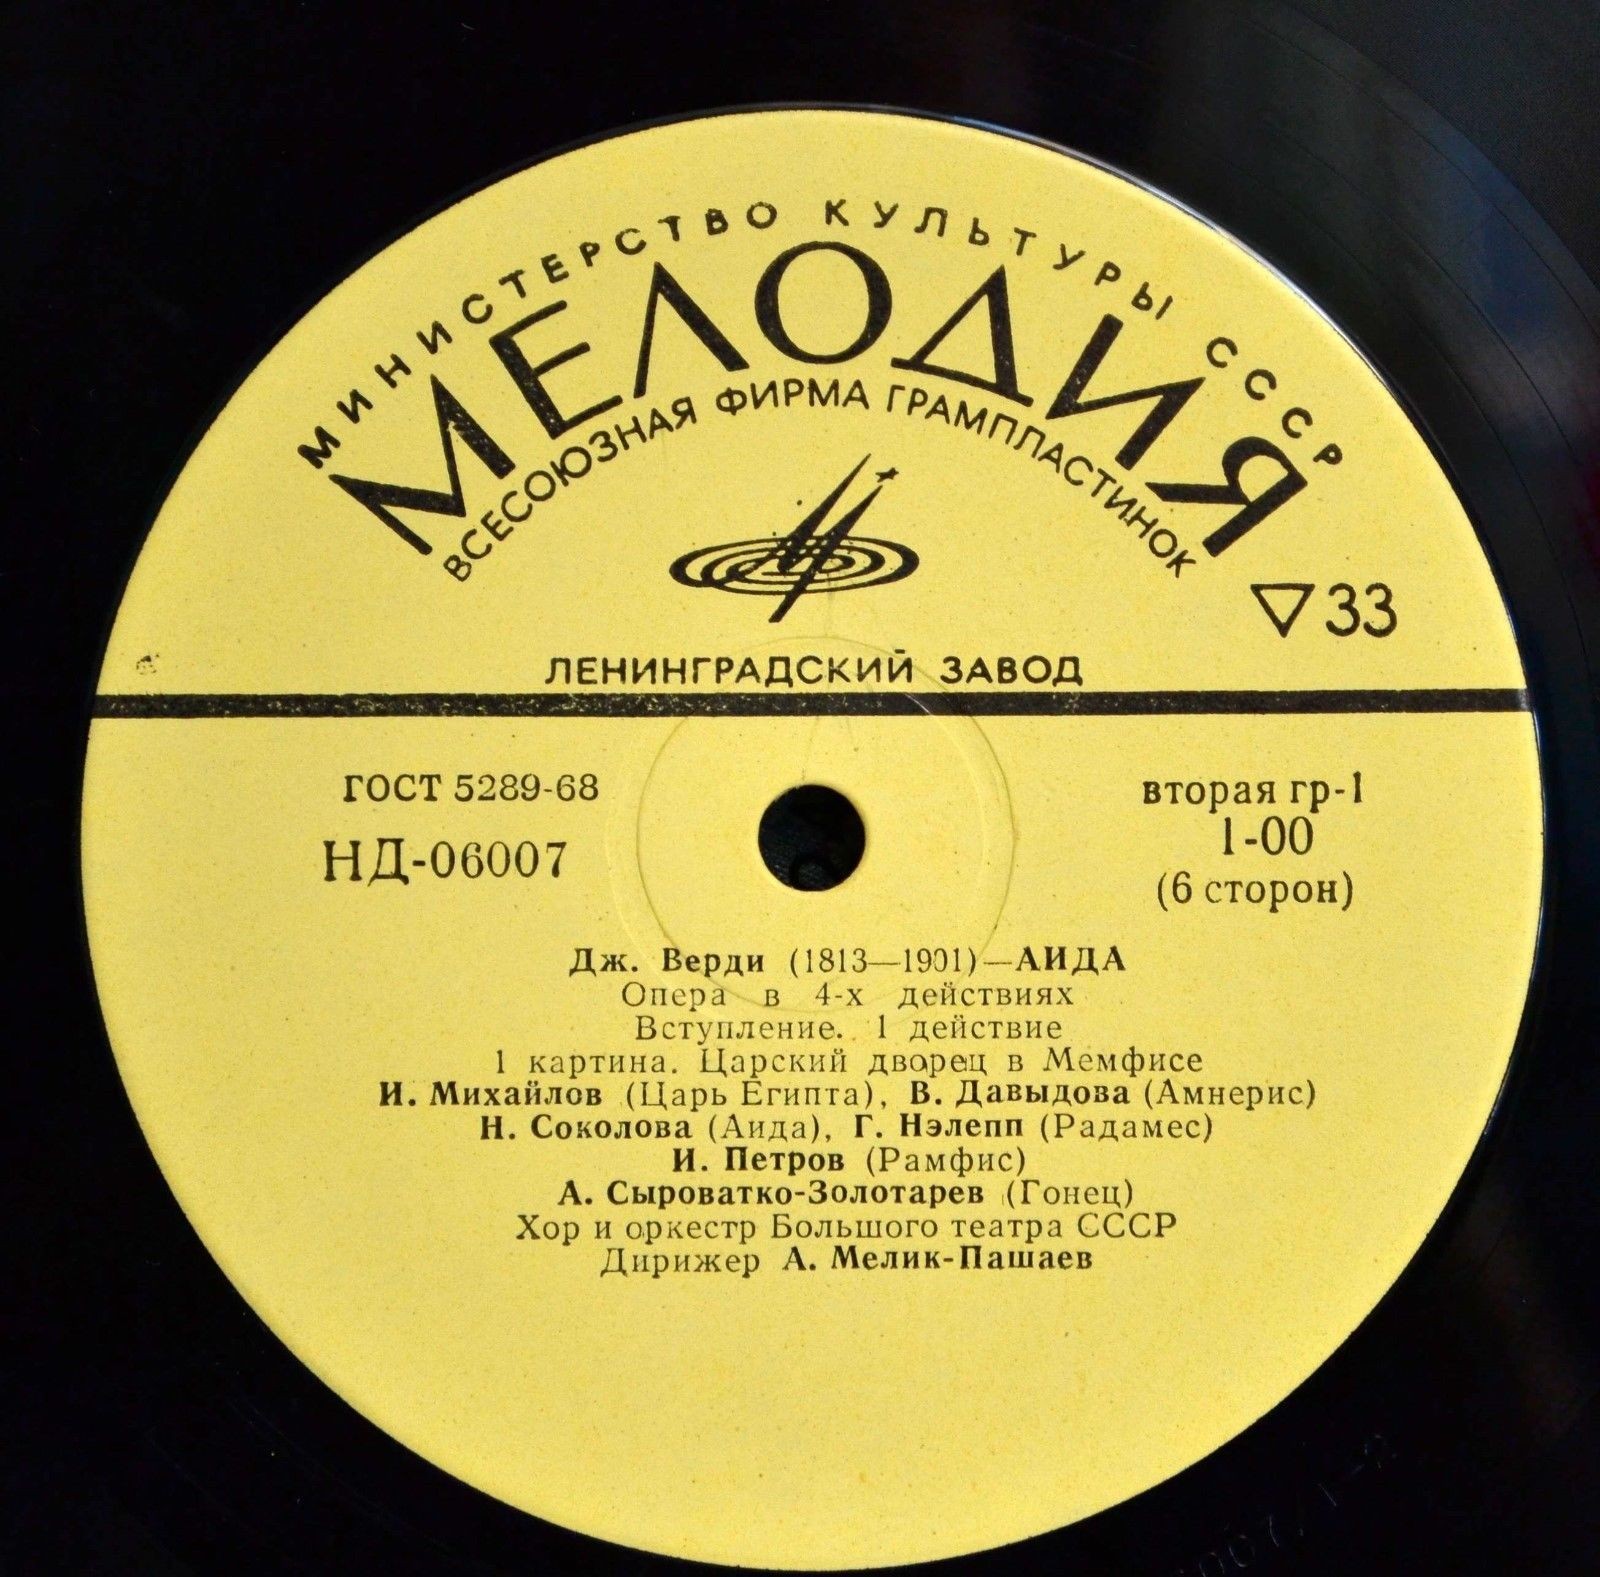 МИНИСТЕРСТВО КУЛЬТУРЫ СССР
МЕЛОДИЯ
ВСЕСОЮЗНАЯ ФИРМА ГРАМПЛАСТИНОК
▽33
ЛЕНИНГРАДСКИЙ ЗАВОД
ГОСТ 5289-68
НД-06007
вторая гр-1
1-00
(6 сторон)
Дж. Верди (1813—1901)—АИДА
Опера в 4-х действиях
Вступление. 1 действие
1 картина. Царский дворец в Мемфисе
И. Михайлов (Царь Египта), В. Давыдова (Амнерис)
Н. Соколова (Аида), Г. Нэлепп (Радамес)
И. Петров (Рамфис)
А. Сыроватко-Золотарев (Гонец)
Хор и оркестр Большого театра СССР
Дирижер А. Мелик-Пашаев